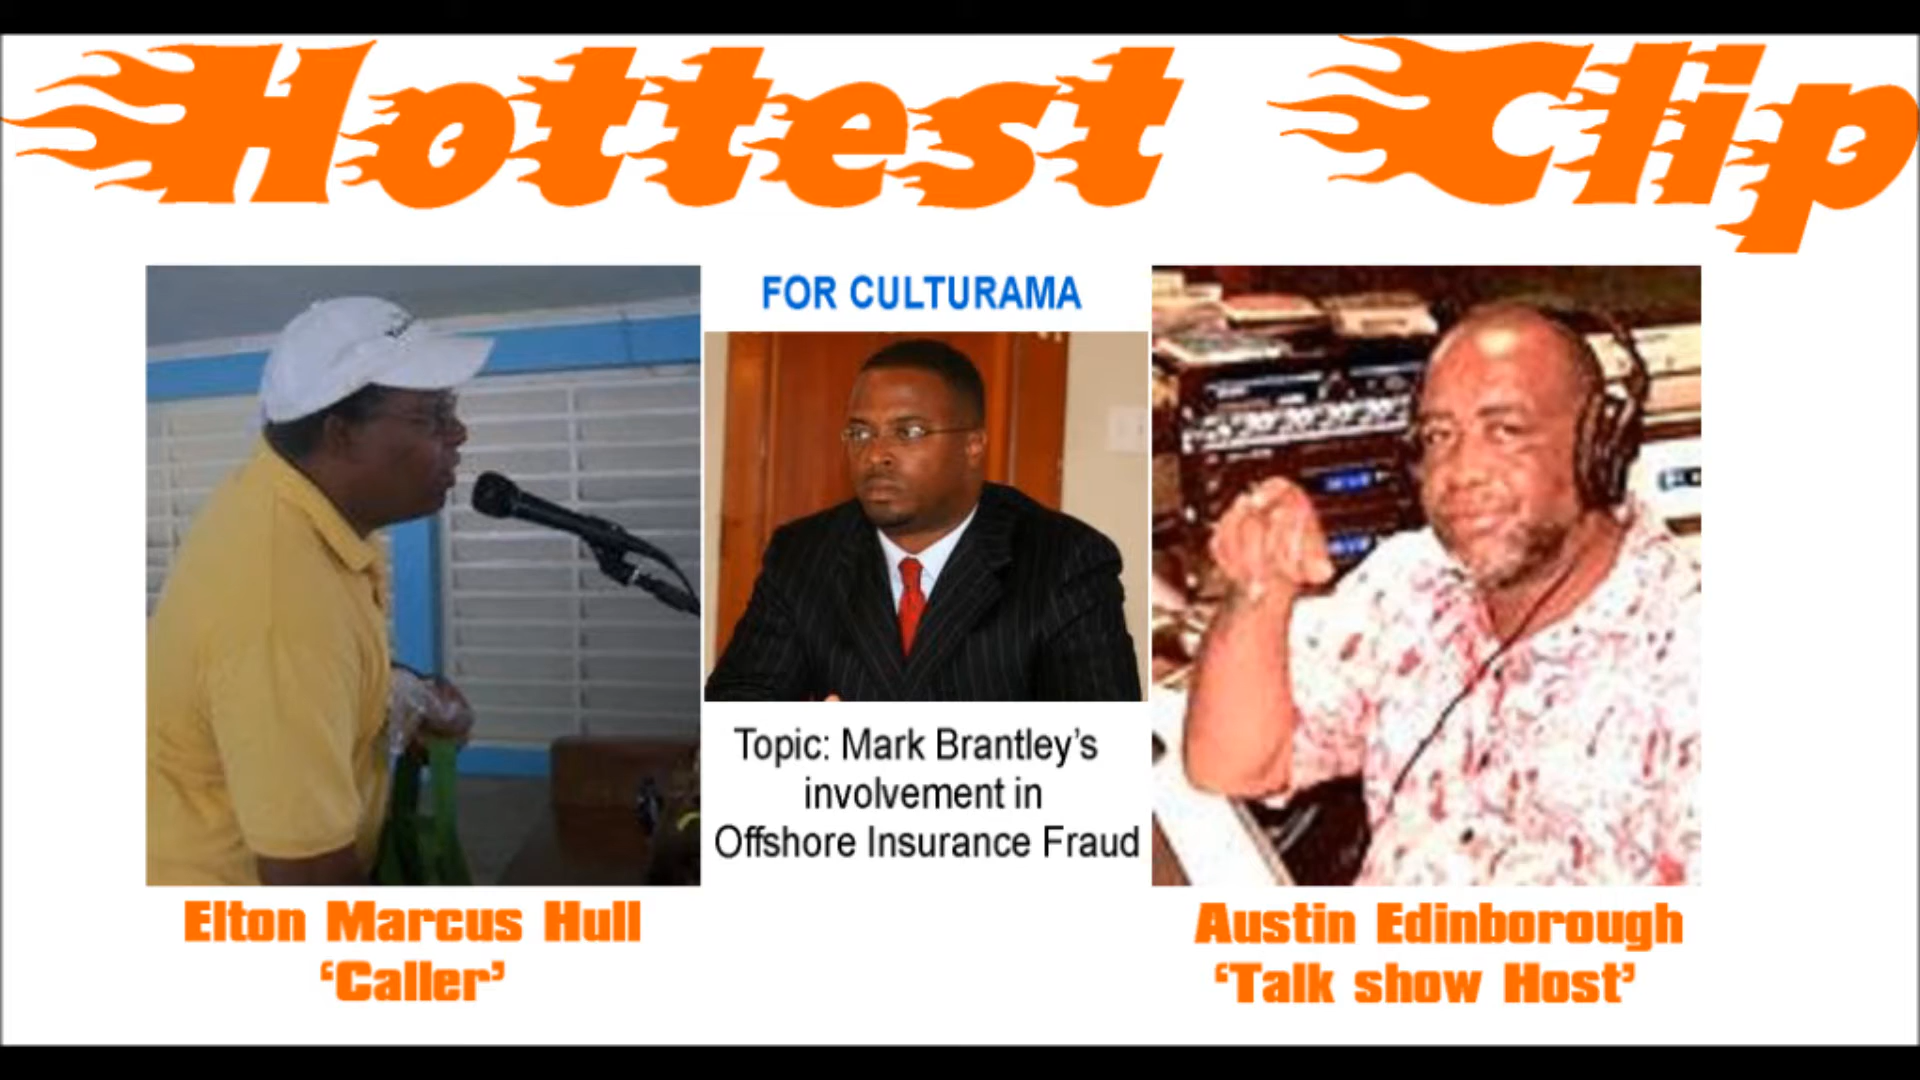 Hottest Clip
FOR CULTURAMA
Topic: Mark Brantley’s
involvement in
Offshore Insurance Fraud
Elton Marcus Hull
‘Caller’
Austin Edinborough
‘Talk show Host’